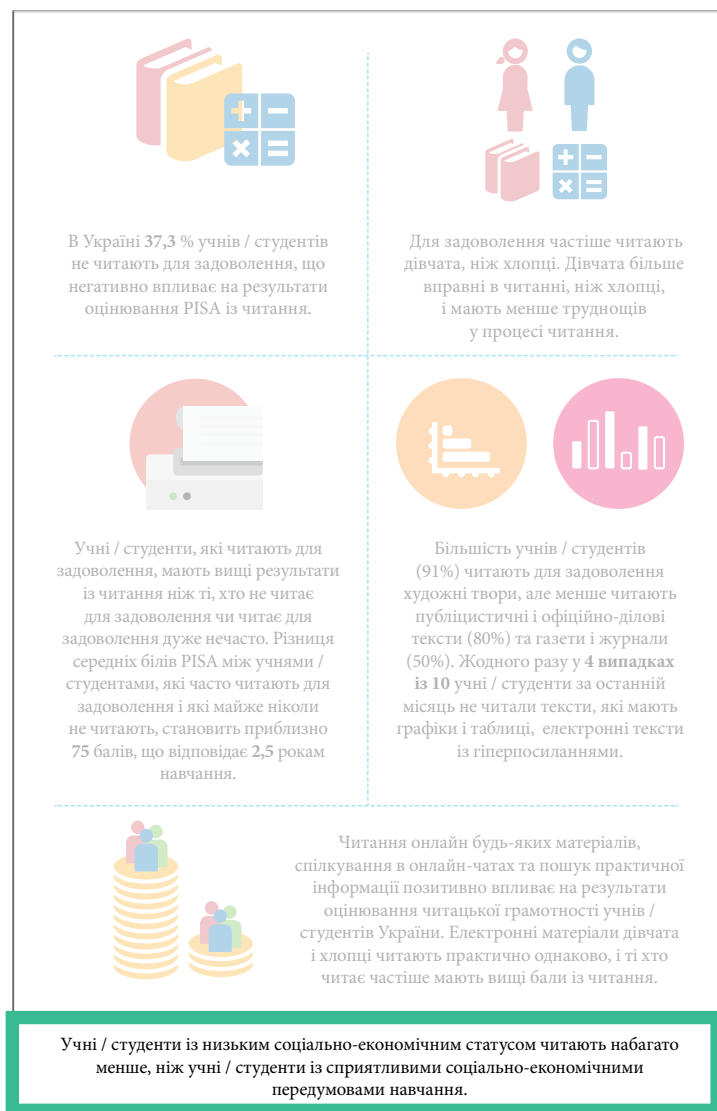 В Україні 37,3 % учнів / студентів
не читають для задоволення, що
негативно впливає на результати
оцінювання PISA із читання.
Для задоволення частіше читають
дівчата, ніж хлопці. Дівчата більше
вправні в читанні, ніж хлопці,
і мають менше труднощів
у процесі читання.
Учні / студенти, які читають для
задоволення, мають вищі результати
із читання ніж ті, хто не читає
для задоволення чи читає для
задоволення дуже нечасто. Різниця
середніх білів PISA між учнями /
студентами, які часто читають для
задоволення і які майже ніколи
не читають, становить приблизно
75 балів, що відповідає 2,5 рокам
навчання.
Більшість учнів / студентів
(91%) читають для задоволення
художні твори, але менше читають
публіцистичні і офіційно-ділові
тексти (80%) та газети і журнали
(50%). Жодного разу у 4 випадках
із 10 учні / студенти за останній
місяць не читали тексти, які мають
графіки і таблиці, електронні тексти
із гіперпосиланнями.
Читання онлайн будь-яких матеріалів,
спілкування в онлайн-чатах та пошук практичної
інформації позитивно впливає на результати
оцінювання читацької грамотності учнів /
студентів України. Електронні матеріали дівчата
і хлопці читають практично однаково, і ті хто
читає частіше мають вищі бали із читання.
Учні / студенти із низьким соціально-економічним статусом читають набагато
менше, ніж учні / студенти із сприятливими соціально-економічними
передумовами навчання.